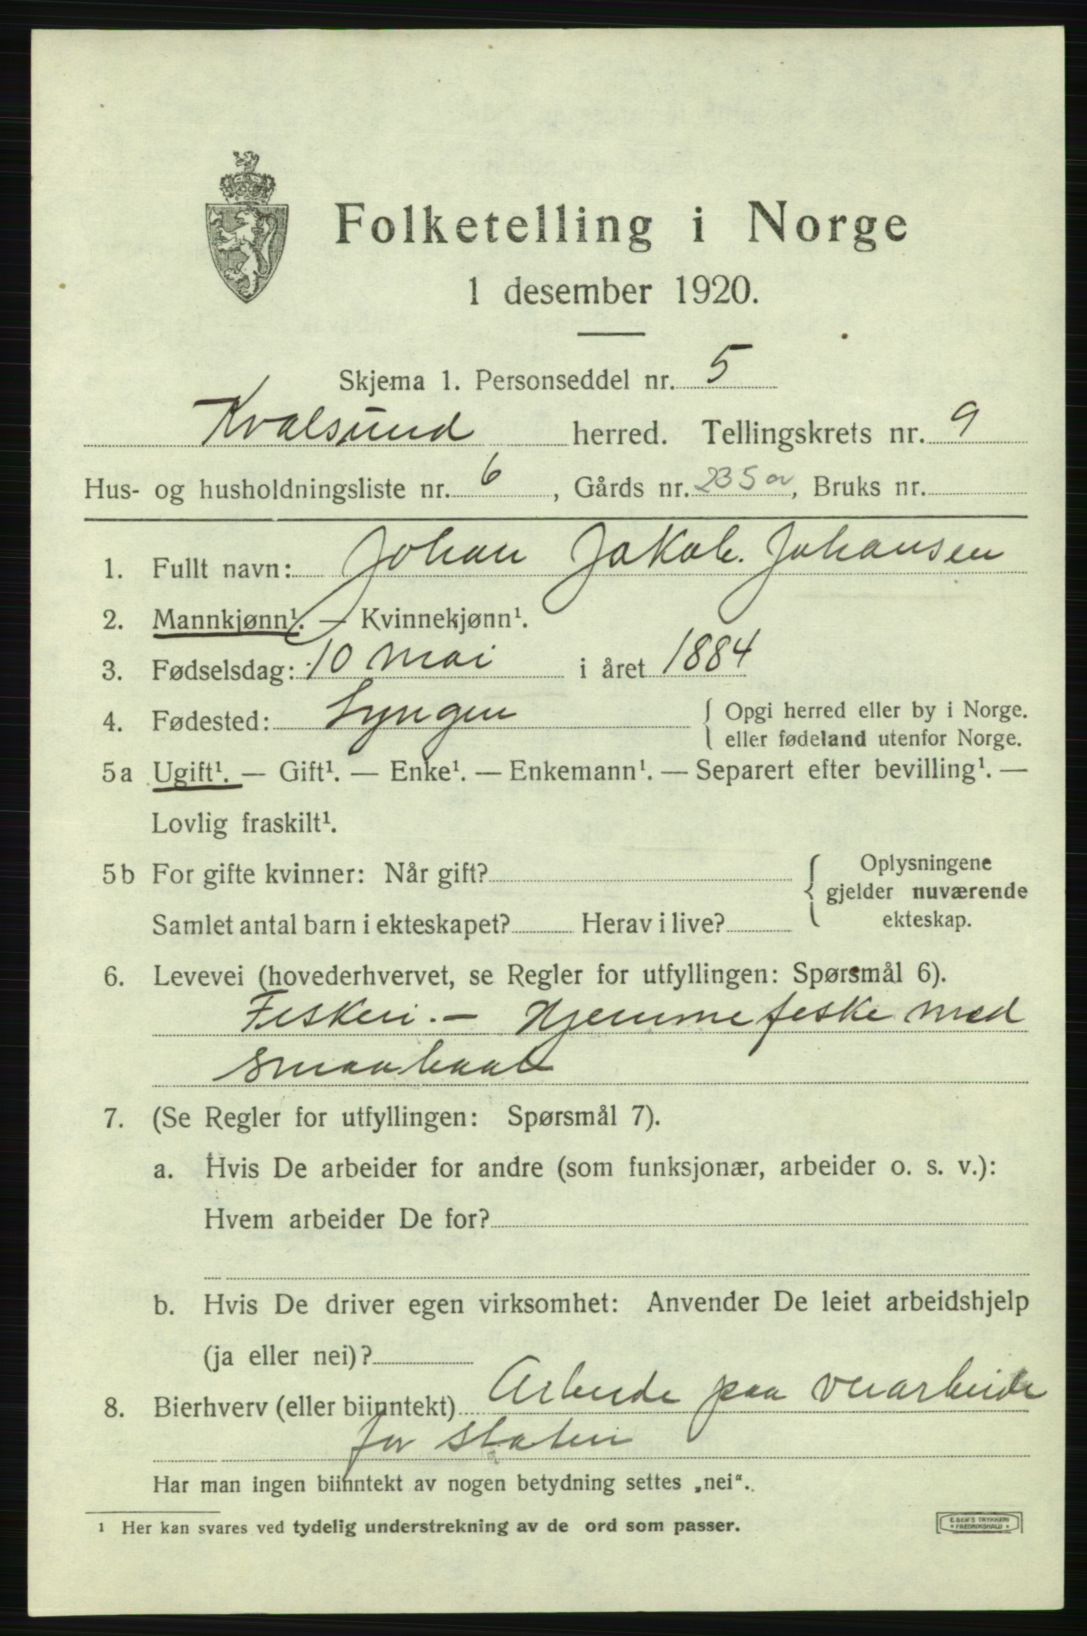 Folketelling i Norge
1 desember 1920.
Skjema 1. Personseddel nr. 5
Kvalsund herred. Tellingskrets nr. 9
Hus- og husholdningsliste nr. 6, Gårds nr. 235 a, Bruks nr.
1. Fullt navn: Johan Jakob. Johansen
2. Mannkjønn¹. — Kvinnekjønn¹.
3. Fødselsdag: 10 mai i året 1884
4. Fødested: Lyngen { Opgi herred eller by i Norge.
eller fødeland utenfor Norge.
5a Ugift¹. — Gift¹. — Enke¹. — Enkemann¹. — Separert efter bevilling¹. —
Lovlig fraskilt¹.
5b For gifte kvinner: Når gift? { Oplysningene
gjelder nuværende
Samlet antal barn i ekteskapet? Herav i live? ekteskap.
6. Levevei (hovederhvervet, se Regler for utfyllingen: Spørsmål 6).
Fiskeri. — Hjemmefiske med
smaabaat
7. (Se Regler for utfyllingen: Spørsmål 7).
a. Hvis De arbeider for andre (som funksjonær, arbeider o. s. v.):
Hvem arbeider De for?
b. Hvis De driver egen virksomhet: Anvender De leiet arbeidshjelp
(ja eller nei)?
8. Bierhverv (eller biinntekt) Arbeide paa veiarbeide
for staten
Har man ingen biinntekt av nogen betydning settes „nei“.
¹ Her kan svares ved tydelig understrekning av de ord som passer.